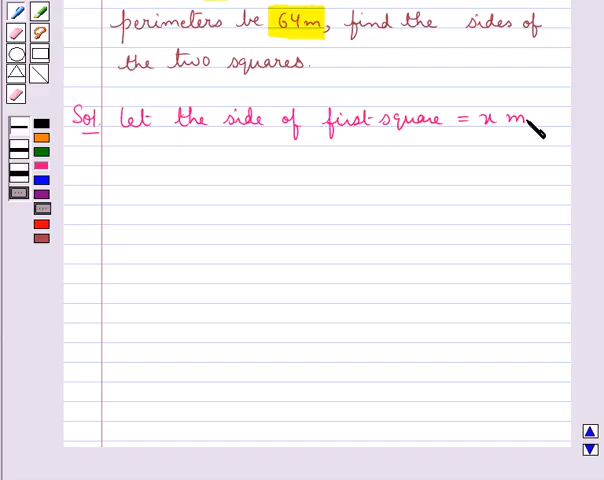 perimeters be 64m, find the sides of
the two squares.
Sol. Let the side of first square = x m